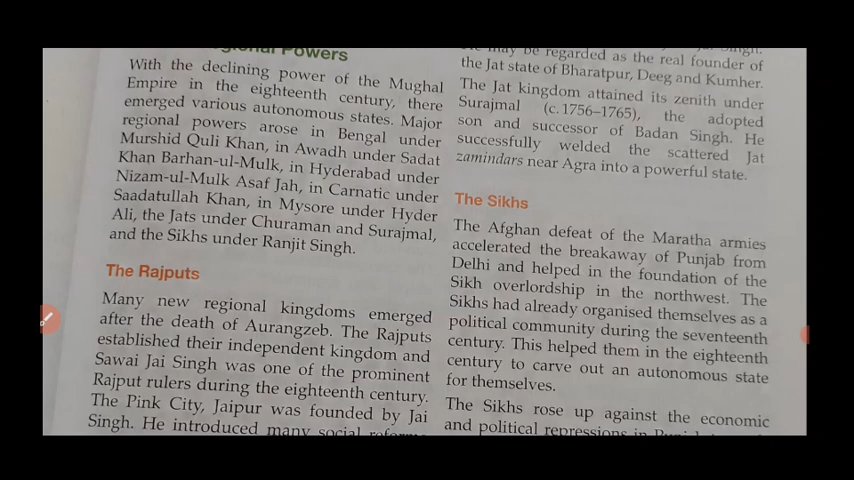 Powers
With the declining power of the Mughal
Empire in the eighteenth century, there
emerged various autonomous states. Major
regional powers arose in Bengal under
Murshid Quli Khan, in Awadh under Sadat
Khan Barhan-ul-Mulk, in Hyderabad under
Nizam-ul-Mulk Asaf Jah, in Carnatic under
Saadatullah Khan, in Mysore under Hyder
Ali, the Jats under Churaman and Surajmal,
and the Sikhs under Ranjit Singh.
The Rajputs
Many new regional kingdoms emerged
after the death of Aurangzeb. The Rajputs
established their independent kingdom and
Sawai Jai Singh was one of the prominent
Rajput rulers during the eighteenth century.
The Pink City, Jaipur was founded by Jai
Singh. He introduced many social
He may be regarded as the real founder of
the Jat state of Bharatpur, Deeg and Kumher.
The Jat kingdom attained its zenith under
Surajmal (c. 1756–1765), the adopted
son and successor of Badan Singh. He
successfully welded the scattered Jat
zamindars near Agra into a powerful state.
The Sikhs
The Afghan defeat of the Maratha armies
accelerated the breakaway of Punjab from
Delhi and helped in the foundation of the
Sikh overlordship in the northwest. The
Sikhs had already organised themselves as a
political community during the seventeenth
century. This helped them in the eighteenth
century to carve out an autonomous state
for themselves.
The Sikhs rose up against the economic
and political repressions in